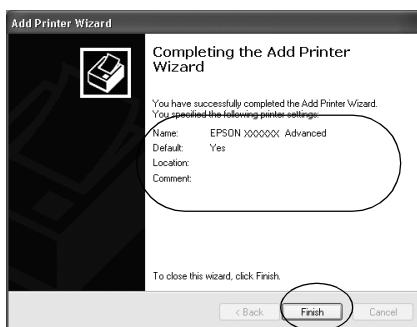 Add Printer Wizard
Completing the Add Printer
Wizard
You have successfully completed the Add Printer Wizard.
You specified the following printer settings:
Name: EPSON XXXXXX Advanced
Default: Yes
Location:
Comment:
To close this wizard, click Finish.
< Back Finish Cancel